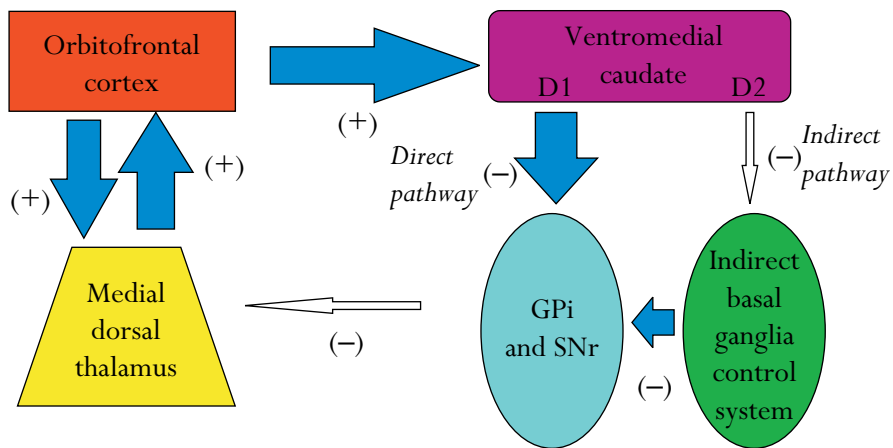 Orbitofrontal
cortex
Ventromedial
caudate
D1
D2
(+)
(+)
(+)
Direct
pathway
(−)
(−)
Indirect
pathway
Medial
dorsal
thalamus
(−)
GPi
and SNr
(−)
Indirect
basal
ganglia
control
system